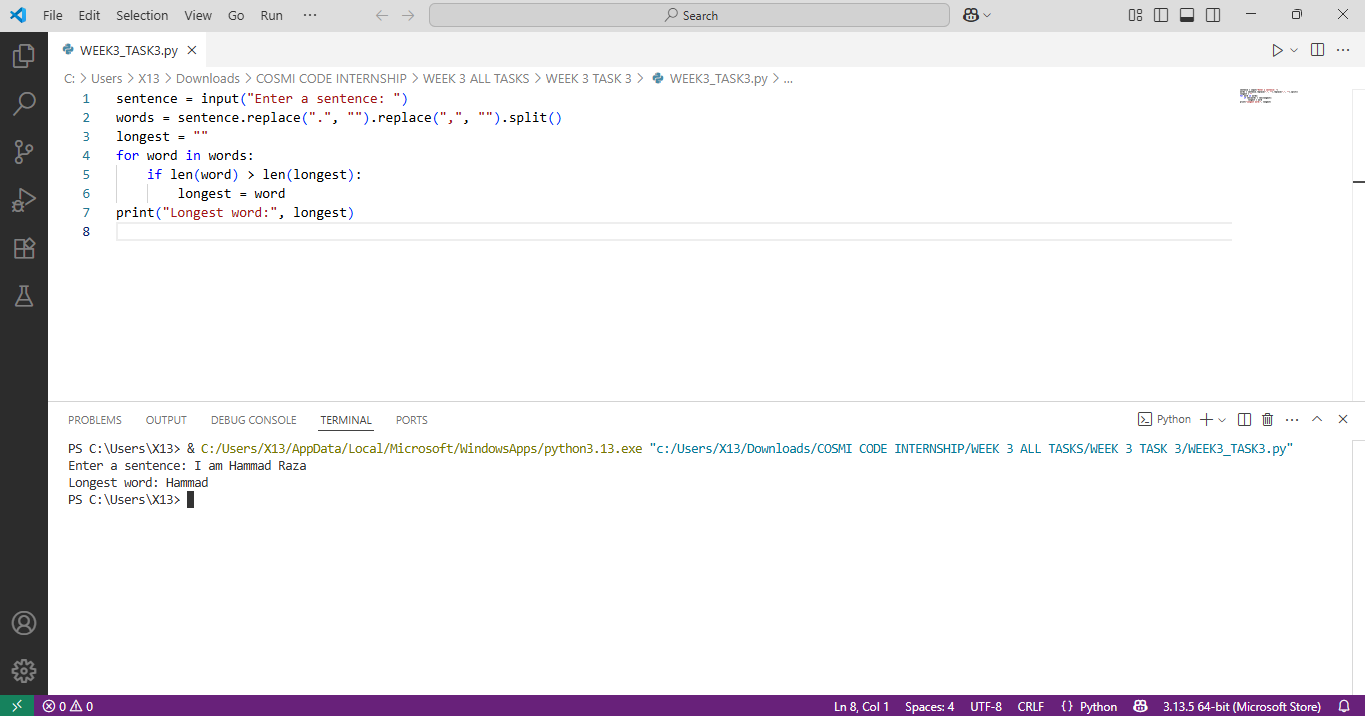 File Edit Selection View Go Run ··· Search
WEEK3_TASK3.py
C: > Users > X13 > Downloads > COSMI CODE INTERNSHIP > WEEK 3 ALL TASKS > WEEK 3 TASK 3 > WEEK3_TASK3.py > ...
1 sentence = input("Enter a sentence: ")
2 words = sentence.replace(".", "").replace(",", "").split()
3 longest = ""
4 for word in words:
5     if len(word) > len(longest):
6         longest = word
7 print("Longest word:", longest)
8
PROBLEMS OUTPUT DEBUG CONSOLE TERMINAL PORTS Python
PS C:\Users\X13> & C:/Users/X13/AppData/Local/Microsoft/WindowsApps/python3.13.exe "c:/Users/X13/Downloads/COSMI CODE INTERNSHIP/WEEK 3 ALL TASKS/WEEK 3 TASK 3/WEEK3_TASK3.py"
Enter a sentence: I am Hammad Raza
Longest word: Hammad
PS C:\Users\X13>
0 0 Ln 8, Col 1 Spaces: 4 UTF-8 CRLF {} Python 3.13.5 64-bit (Microsoft Store)